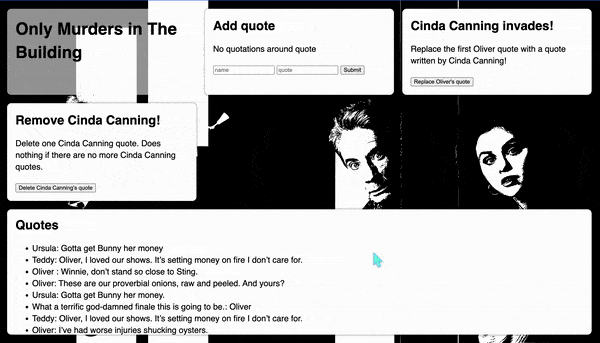 Only Murders in The
Building
Add quote
No quotations around quote
name quote Submit
Cinda Canning invades!
Replace the first Oliver quote with a quote
written by Cinda Canning!
Replace Oliver's quote
Remove Cinda Canning!
Delete one Cinda Canning quote. Does
nothing if there are no more Cinda Canning
quotes.
Delete Cinda Canning's quote
Quotes
• Ursula: Gotta get Bunny her money
• Teddy: Oliver, I loved our shows. It's setting money on fire I don't care for.
• Oliver : Winnie, don't stand so close to Sting.
• Oliver: These are our proverbial onions, raw and peeled. And yours?
• Ursula: Gotta get Bunny her money.
• What a terrific god-damned finale this is going to be.: Oliver
• Teddy: Oliver, I loved our shows. It's setting money on fire I don't care for.
• Oliver: I've had worse injuries shucking oysters.